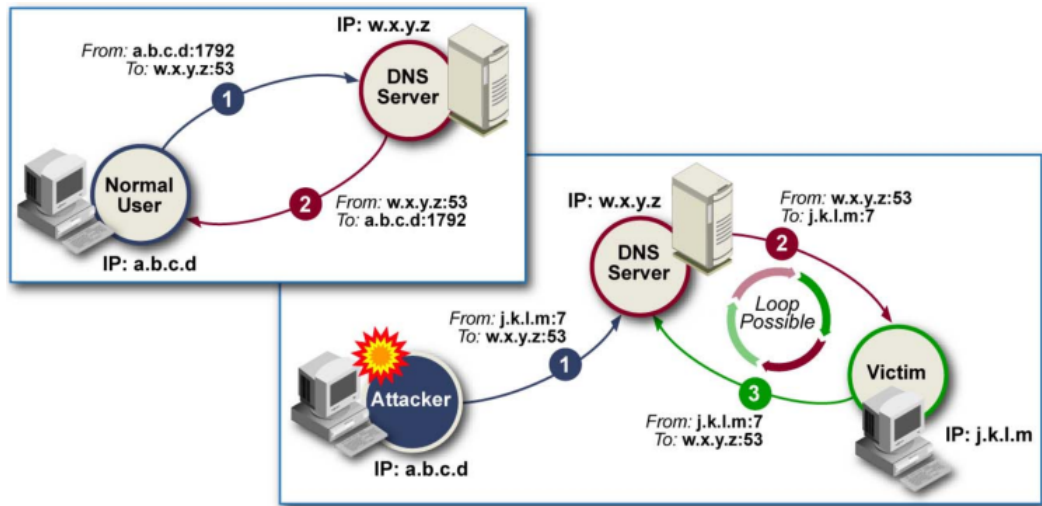 IP: w.x.y.z
From: a.b.c.d:1792
To: w.x.y.z:53
DNS
Server
1
Normal
User
2
From: w.x.y.z:53
To: a.b.c.d:1792
IP: a.b.c.d
IP: w.x.y.z
DNS
Server
2
From: w.x.y.z:53
To: j.k.l.m:7
Loop
Possible
From: j.k.l.m:7
To: w.x.y.z:53
1
Attacker
IP: a.b.c.d
Victim
3
From: j.k.l.m:7
To: w.x.y.z:53
IP: j.k.l.m